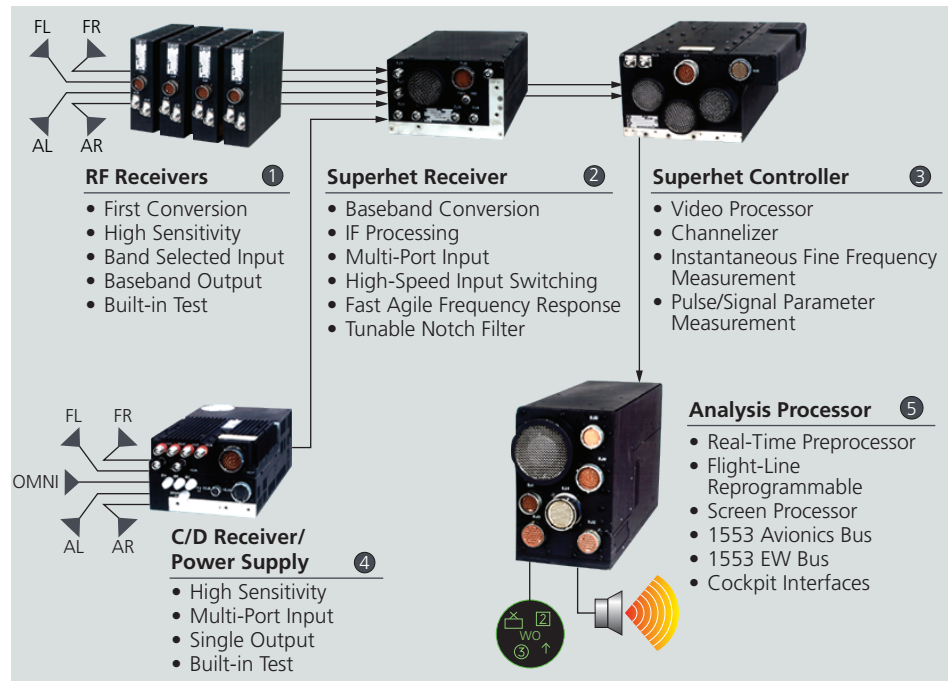 FL FR
AL AR
RF Receivers 1
• First Conversion
• High Sensitivity
• Band Selected Input
• Baseband Output
• Built-in Test
Superhet Receiver 2
• Baseband Conversion
• IF Processing
• Multi-Port Input
• High-Speed Input Switching
• Fast Agile Frequency Response
• Tunable Notch Filter
Superhet Controller 3
• Video Processor
• Channelizer
• Instantaneous Fine Frequency
Measurement
• Pulse/Signal Parameter
Measurement
FL FR
OMNI
AL AR
C/D Receiver/
Power Supply 4
• High Sensitivity
• Multi-Port Input
• Single Output
• Built-in Test
Analysis Processor 5
• Real-Time Preprocessor
• Flight-Line
Reprogrammable
• Screen Processor
• 1553 Avionics Bus
• 1553 EW Bus
• Cockpit Interfaces
2
WO
3